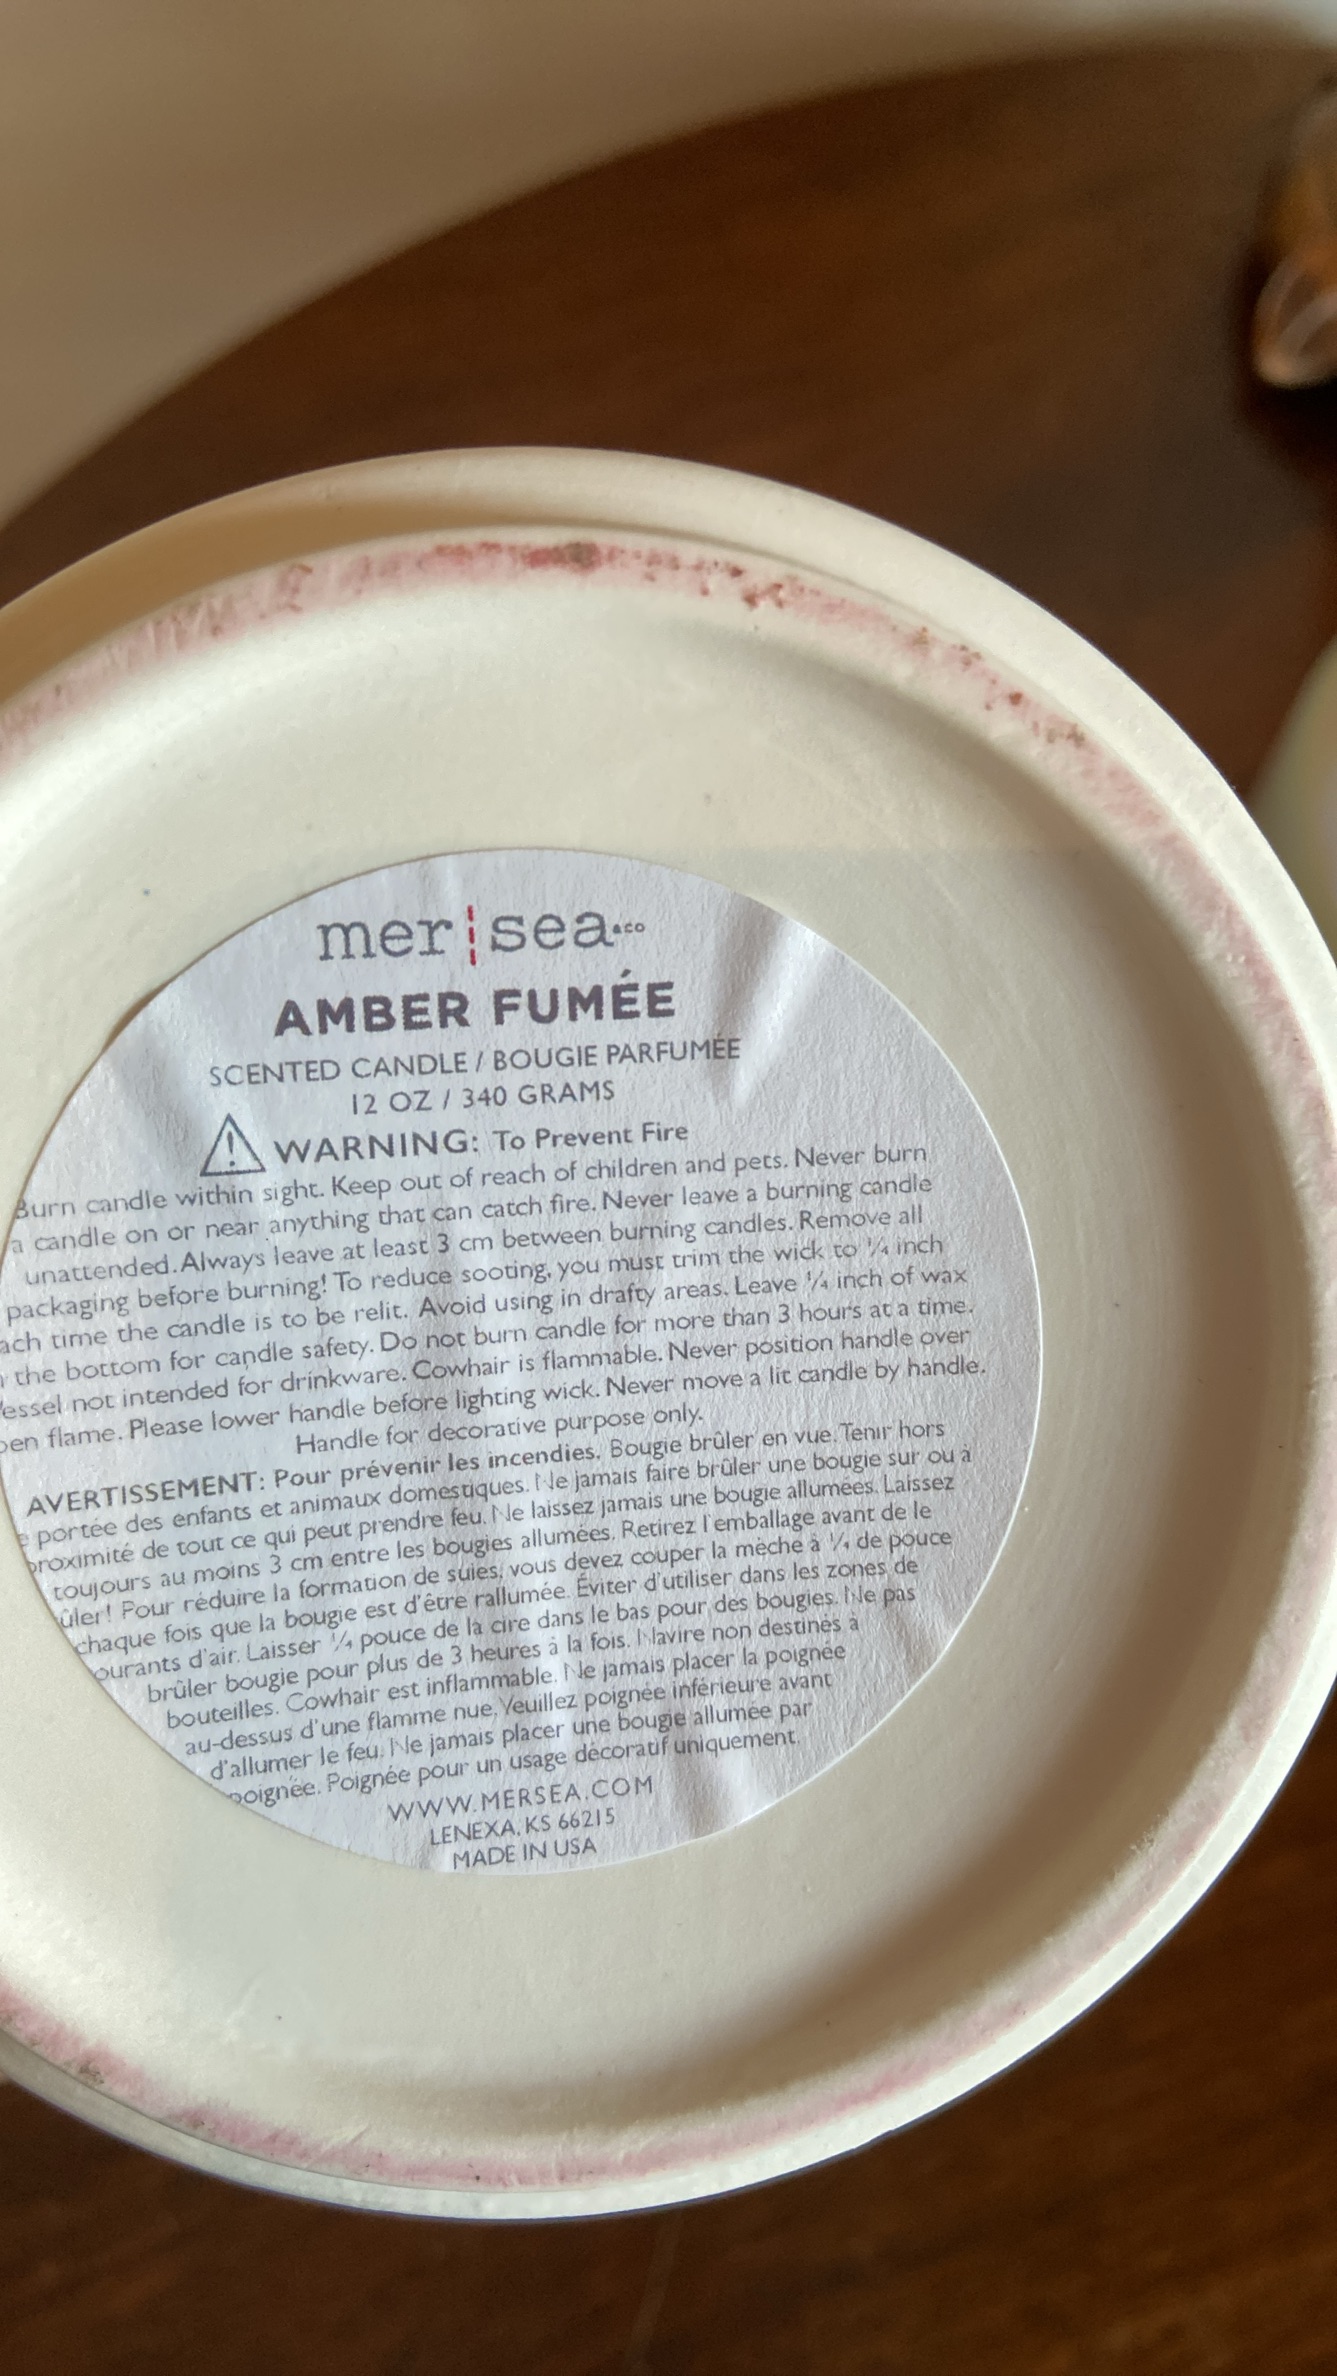 mer sea &co
AMBER FUMÉE
SCENTED CANDLE / BOUGIE PARFUMÉE
12 OZ / 340 GRAMS
WARNING: To Prevent Fire
Burn candle within sight. Keep out of reach of children and pets. Never burn
a candle on or near anything that can catch fire. Never leave a burning candle
unattended. Always leave at least 3 cm between burning candles. Remove all
packaging before burning! To reduce sooting, you must trim the wick to 1/4 inch
ach time the candle is to be relit. Avoid using in drafty areas. Leave 1/4 inch of wax
the bottom for candle safety. Do not burn candle for more than 3 hours at a time.
essel not intended for drinkware. Cowhair is flammable. Never position handle over
pen flame. Please lower handle before lighting wick. Never move a lit candle by handle.
Handle for decorative purpose only.
AVERTISSEMENT: Pour prévenir les incendies. Bougie brûler en vue. Tenir hors
portée des enfants et animaux domestiques. Ne jamais faire brûler une bougie sur ou à
proximité de tout ce qui peut prendre feu. Ne laissez jamais une bougie allumées. Laissez
toujours au moins 3 cm entre les bougies allumées. Retirez l'emballage avant de le
ûler! Pour réduire la formation de suies, vous devez couper la mèche à 1/4 de pouce
chaque fois que la bougie est d'être rallumée. Éviter d'utiliser dans les zones de
ourants d'air. Laisser 1/4 pouce de la cire dans le bas pour des bougies. Ne pas
brûler bougie pour plus de 3 heures à la fois. Navire non destinés à
bouteilles. Cowhair est inflammable. Ne jamais placer la poignée
au-dessus d'une flamme nue. Veuillez poignée inférieure avant
d'allumer le feu. Ne jamais placer une bougie allumée par
poignée. Poignée pour un usage décoratif uniquement.
WWW.MERSEA.COM
LENEXA, KS 66215
MADE IN USA